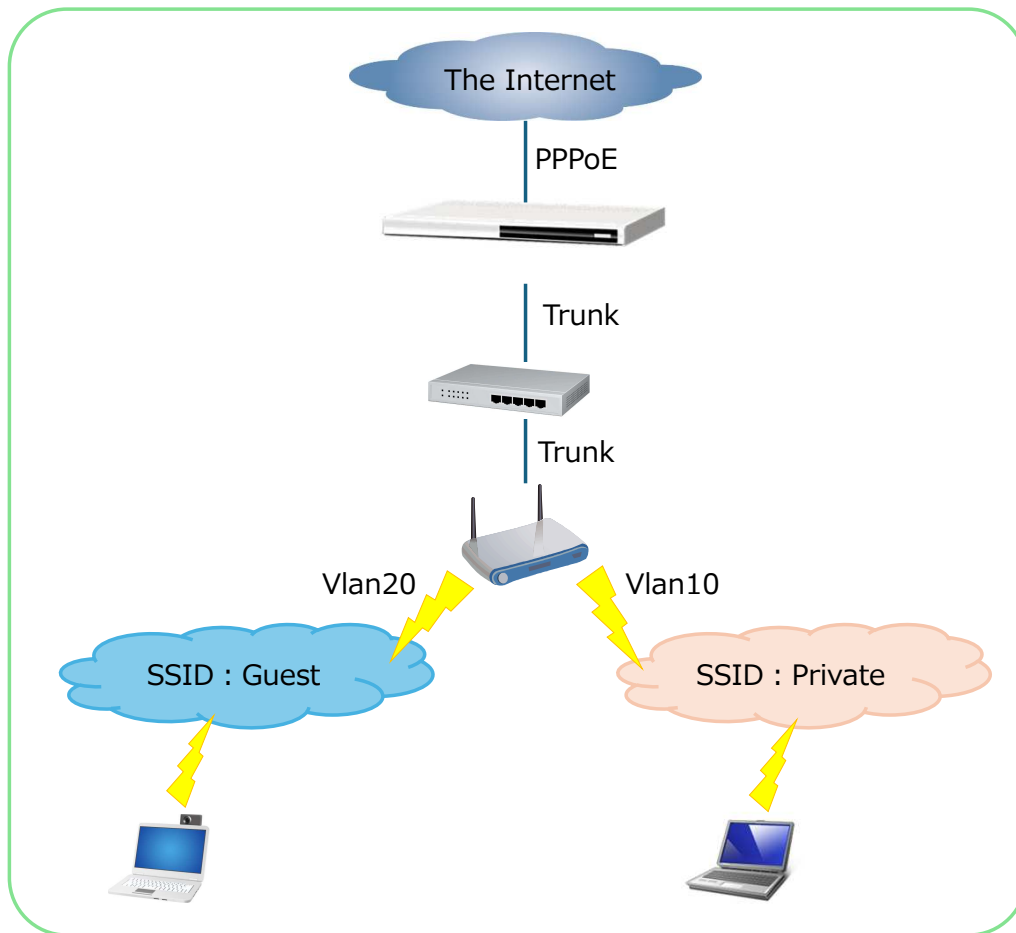 The Internet
PPPoE
Trunk
Trunk
Vlan20
Vlan10
SSID : Guest
SSID : Private